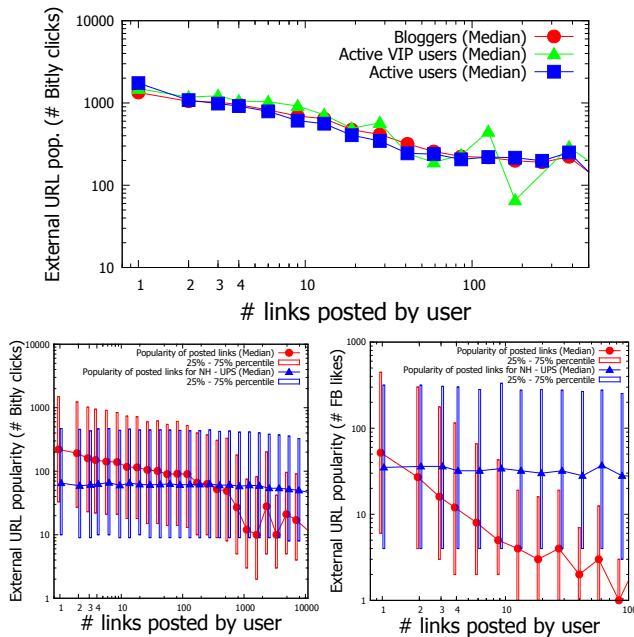 Bloggers (Median)
Active VIP users (Median)
Active users (Median)
External URL pop. (# Bitly clicks)
10000
1000
100
10
1 2 3 4 10 100
# links posted by user
Popularity of posted links (Median)
25% - 75% percentile
Popularity of posted links for NH - UPS (Median)
25% - 75% percentile
External URL popularity (# Bitly clicks)
10000
1000
100
10
1
1 2 3 4 10 100 1000 10000
# links posted by user
Popularity of posted links (Median)
25% - 75% percentile
Popularity of posted links for NH - UPS (Median)
25% - 75% percentile
External URL popularity (# FB likes)
1000
100
10
1
1 2 3 4 10 100
# links posted by user